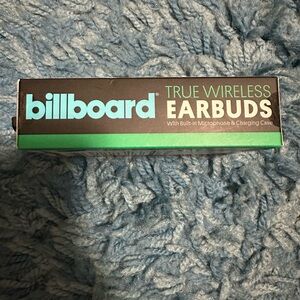 billboard
TRUE WIRELESS
EARBUDS
With Built-in Microphone & Charging Case